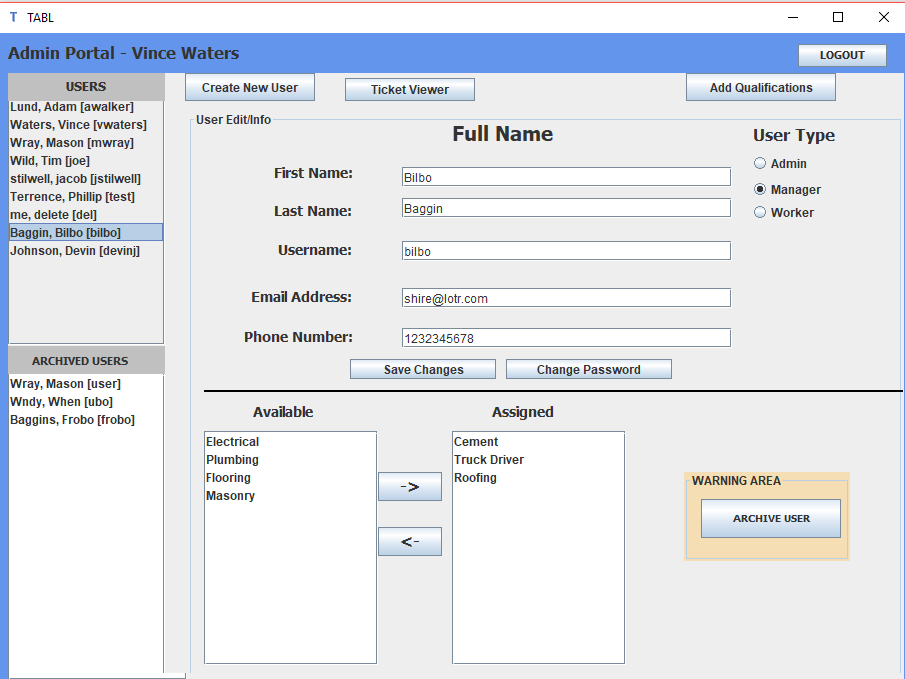 T TABL
Admin Portal - Vince Waters
LOGOUT
USERS
Lund, Adam [awalker]
Waters, Vince [vwaters]
Wray, Mason [mwray]
Wild, Tim [joe]
stilwell, jacob [jstilwell]
Terrence, Phillip [test]
me, delete [del]
Baggin, Bilbo [bilbo]
Johnson, Devin [devinj]
ARCHIVED USERS
Wray, Mason [user]
Wndy, When [ubo]
Baggins, Frobo [frobo]
Create New User
Ticket Viewer
Add Qualifications
User Edit/Info
Full Name
First Name: Bilbo
Last Name: Baggin
Username: bilbo
Email Address: shire@lotr.com
Phone Number: 1232345678
User Type
Admin
Manager
Worker
Save Changes
Change Password
Available
Electrical
Plumbing
Flooring
Masonry
->
<-
Assigned
Cement
Truck Driver
Roofing
WARNING AREA
ARCHIVE USER